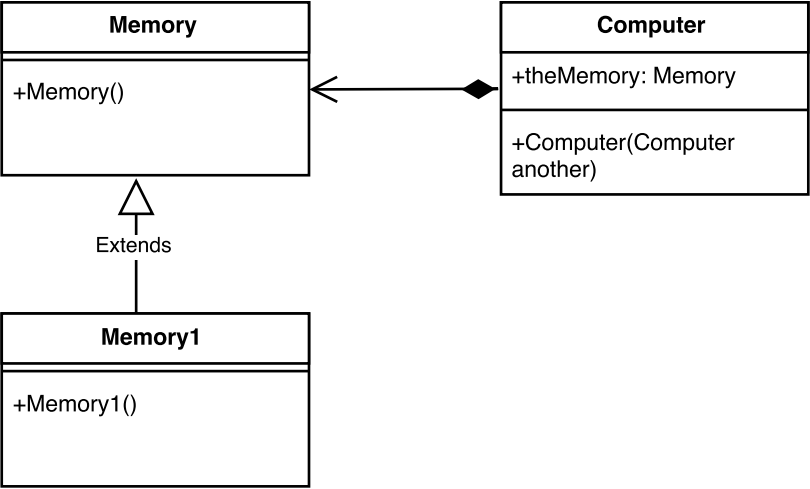 Memory
+Memory()
Computer
+theMemory: Memory
+Computer(Computer
another)
Extends
Memory1
+Memory1()